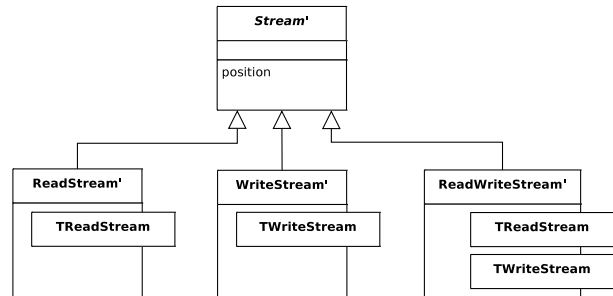 Stream'
position
ReadStream'
WriteStream'
ReadWriteStream'
TReadStream
TWriteStream
TReadStream
TWriteStream